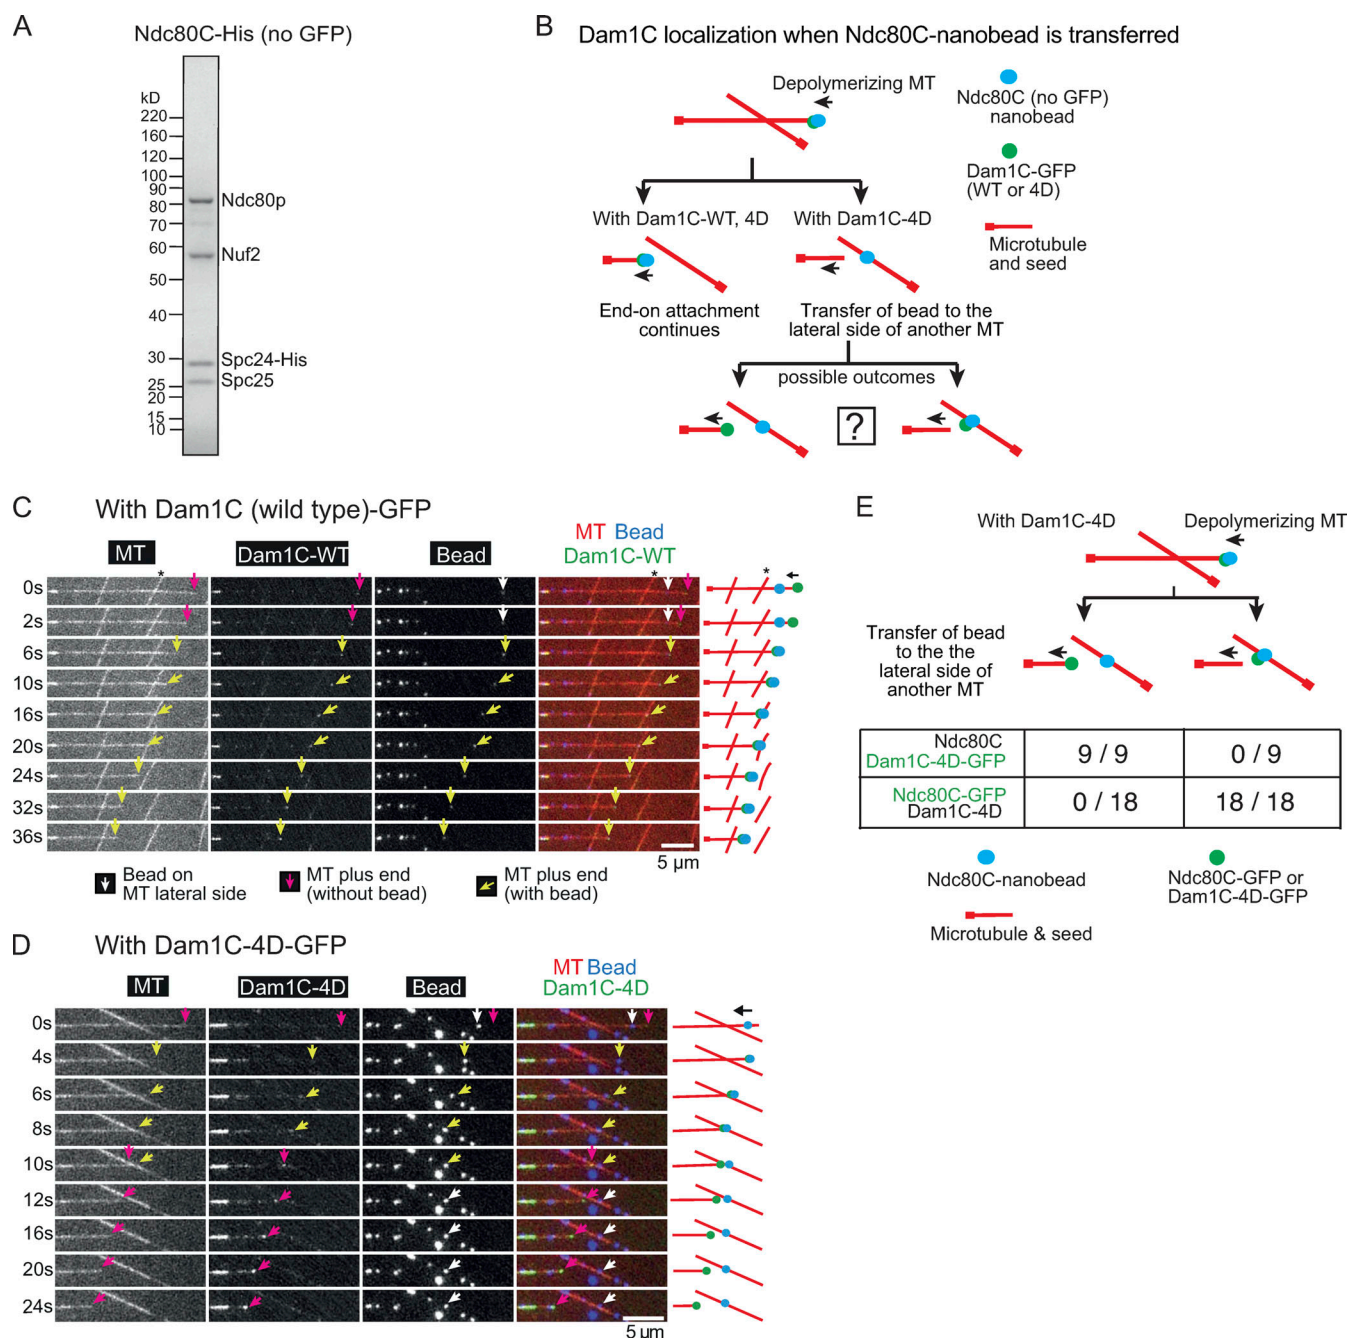 A
Ndc80C-His (no GFP)
kD
220
160
120
100
90
80
70
60
50
40
30
25
20
15
10
Ndc80p
Nuf2
Spc24-His
Spc25
B
Dam1C localization when Ndc80C-nanobead is transferred
Depolymerizing MT
Ndc80C (no GFP)
nanobead
Dam1C-GFP
(WT or 4D)
Microtubule
and seed
With Dam1C-WT, 4D
With Dam1C-4D
End-on attachment
continues
Transfer of bead to the
lateral side of another MT
possible outcomes
?
C
With Dam1C (wild type)-GFP
MT
Dam1C-WT
Bead
MT Bead
Dam1C-WT
*
*
*
0s
2s
6s
10s
16s
20s
24s
32s
36s
5 µm
Bead on
MT lateral side
MT plus end
(without bead)
MT plus end
(with bead)
D
With Dam1C-4D-GFP
MT
Dam1C-4D
Bead
MT Bead
Dam1C-4D
0s
4s
6s
8s
10s
12s
16s
20s
24s
5 µm
E
With Dam1C-4D
Depolymerizing MT
Transfer of bead
to the the
lateral side of
another MT
Ndc80C
Dam1C-4D-GFP
9 / 9
0 / 9
Ndc80C-GFP
Dam1C-4D
0 / 18
18 / 18
Ndc80C-nanobead
Ndc80C-GFP or
Dam1C-4D-GFP
Microtubule & seed